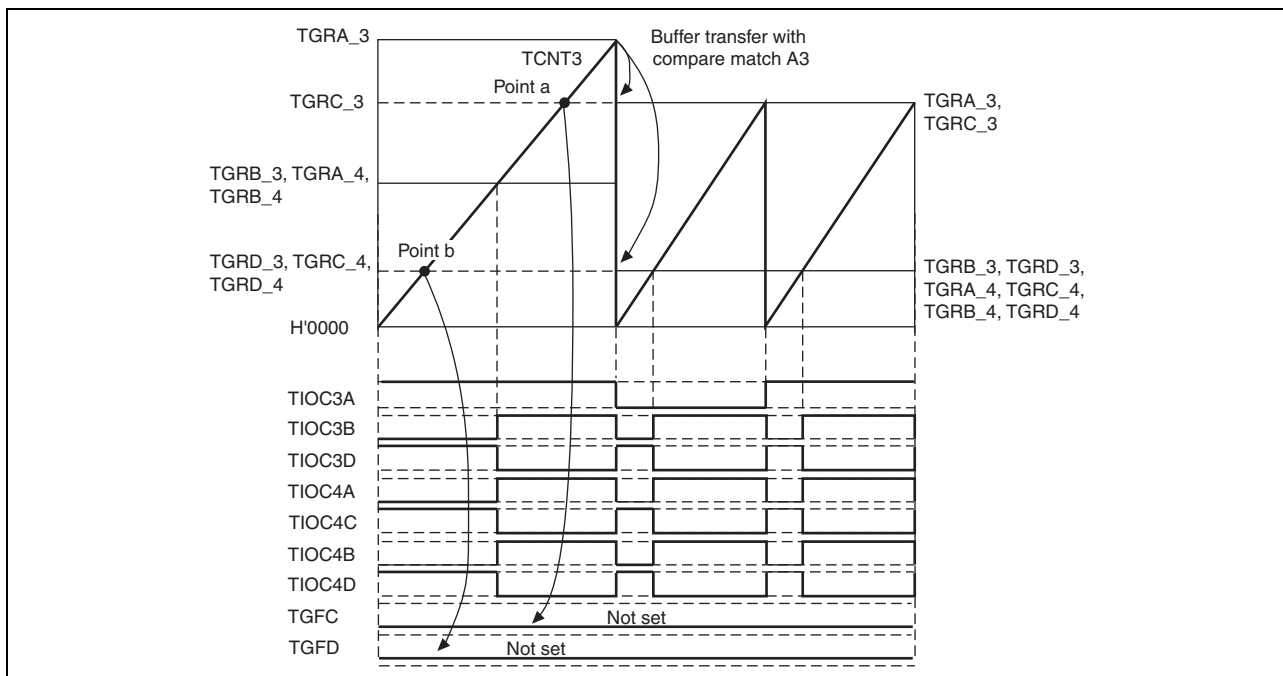 TGRA_3
TCNT3
Buffer transfer with
compare match A3
Point a
TGRC_3
TGRA_3,
TGRC_3
TGRB_3, TGRA_4,
TGRB_4
Point b
TGRD_3, TGRC_4,
TGRD_4
TGRB_3, TGRD_3,
TGRA_4, TGRC_4,
TGRB_4, TGRD_4
H'0000
TIOC3A
TIOC3B
TIOC3D
TIOC4A
TIOC4C
TIOC4B
TIOC4D
TGFC
Not set
TGFD
Not set